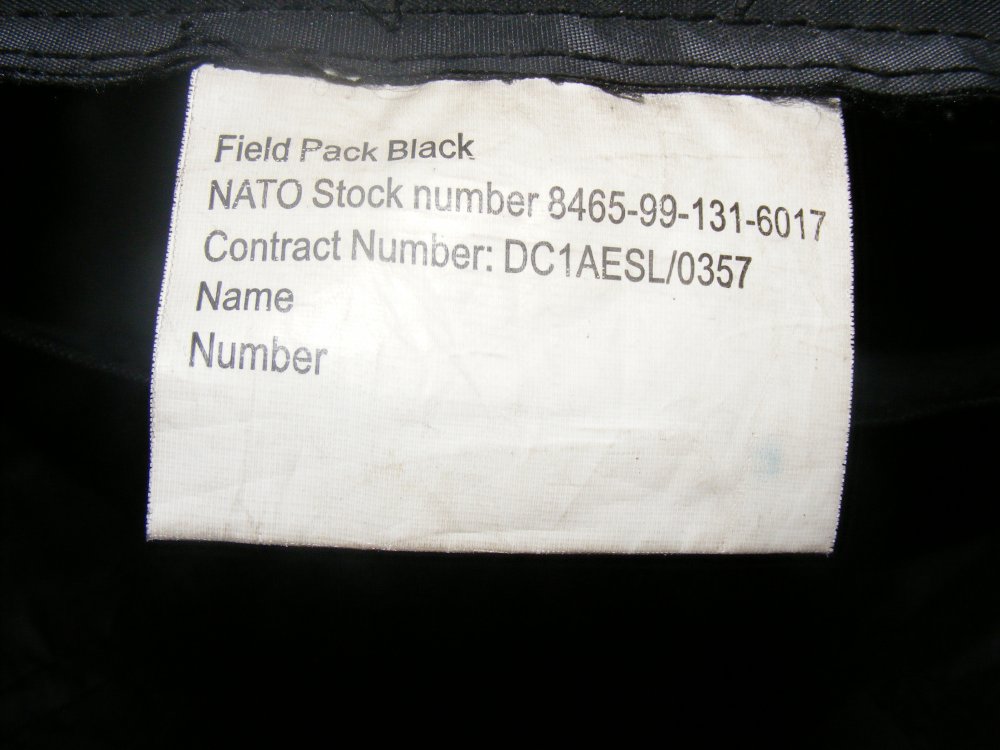 Field Pack Black
NATO Stock number 8465-99-131-6017
Contract Number: DC1AESL/0357
Name
Number